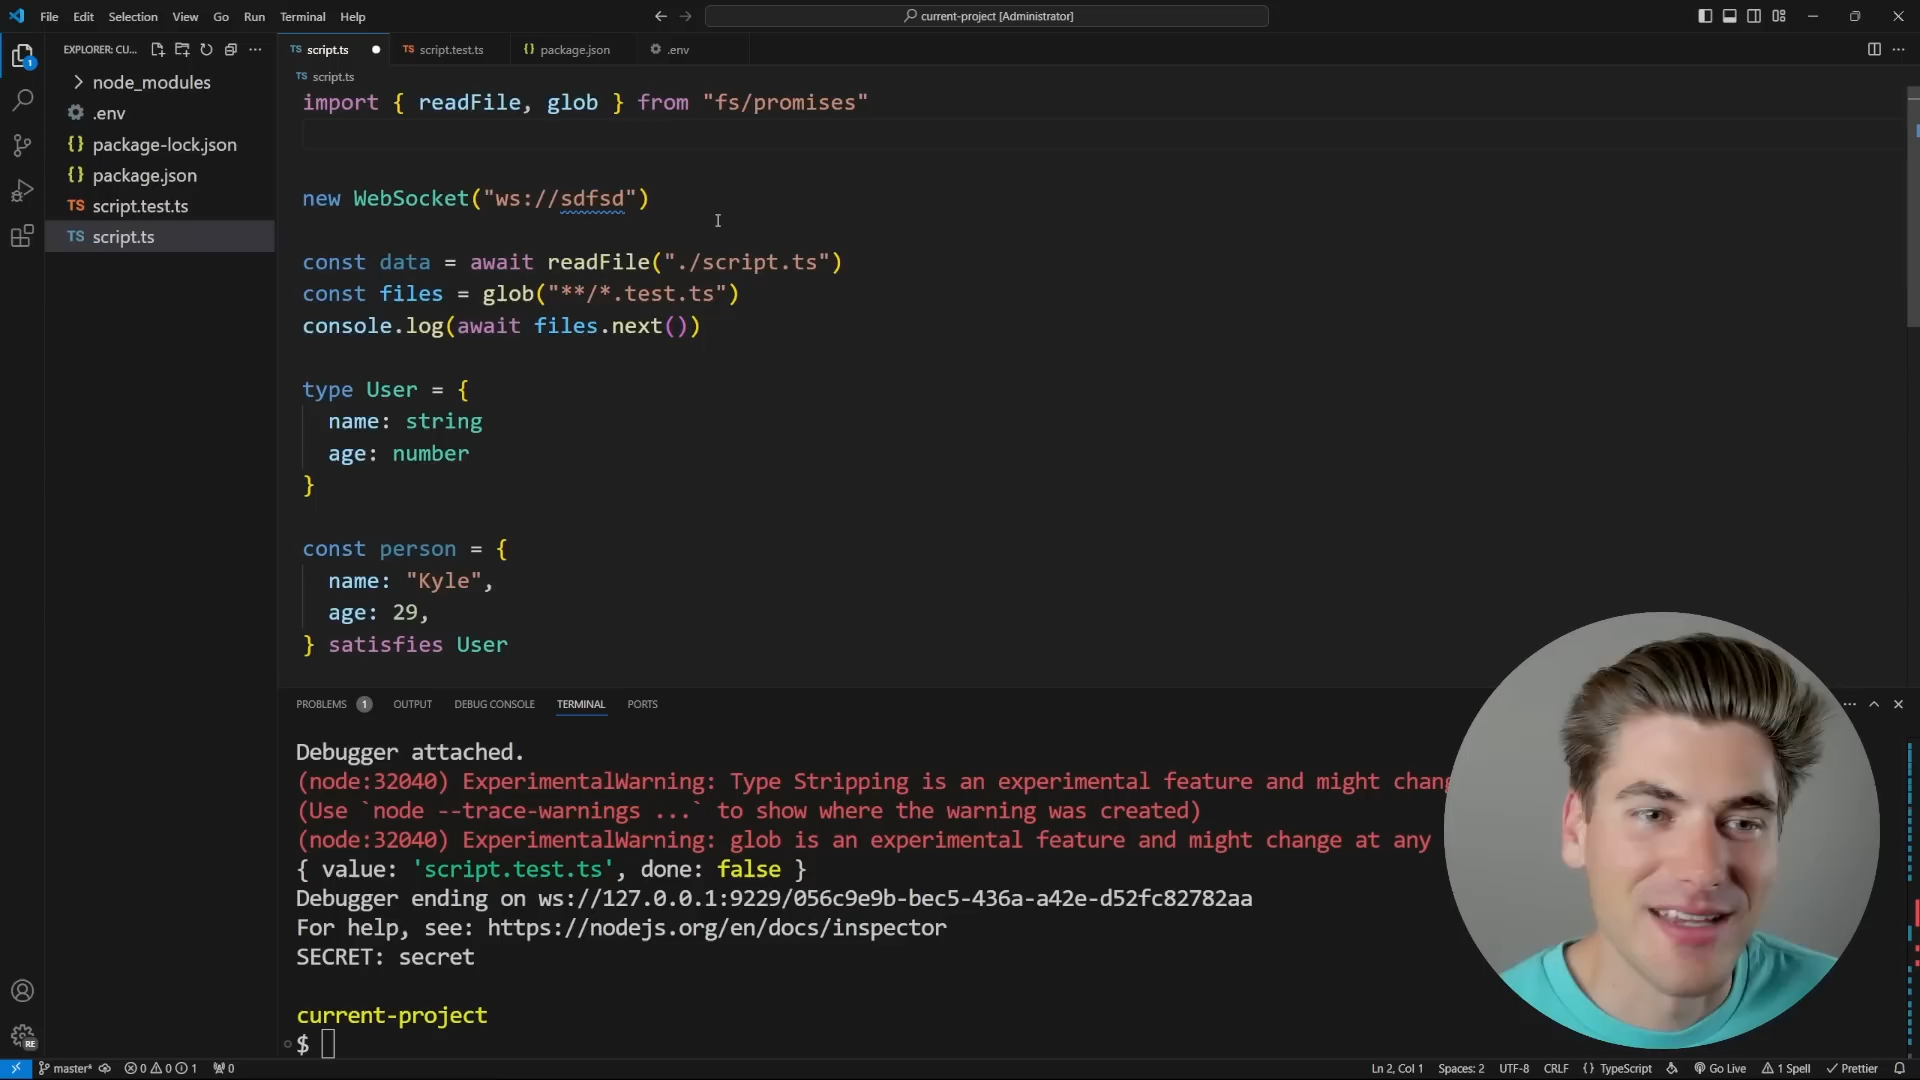 File Edit Selection View Go Run Terminal Help
current-project [Administrator]
EXPLORER: CU...
script.ts
script.test.ts
package.json
.env
1
node_modules
.env
package-lock.json
package.json
script.test.ts
script.ts
TS script.ts
import { readFile, glob } from "fs/promises"
new WebSocket("ws://sdfsd")
const data = await readFile("./script.ts")
const files = glob("**/*.test.ts")
console.log(await files.next())
type User = {
name: string
age: number
}
const person = {
name: "Kyle",
age: 29,
} satisfies User
PROBLEMS 1 OUTPUT DEBUG CONSOLE TERMINAL PORTS
Debugger attached.
(node:32040) ExperimentalWarning: Type Stripping is an experimental feature and might chang
(Use `node --trace-warnings ...` to show where the warning was created)
(node:32040) ExperimentalWarning: glob is an experimental feature and might change at any
{ value: 'script.test.ts', done: false }
Debugger ending on ws://127.0.0.1:9229/056c9e9b-bec5-436a-a42e-d52fc82782aa
For help, see: https://nodejs.org/en/docs/inspector
SECRET: secret
current-project
$
RE
master* 0 0 1 0
Ln 2, Col 1 Spaces: 2 UTF-8 CRLF {} TypeScript Go Live 1 Spell Prettier